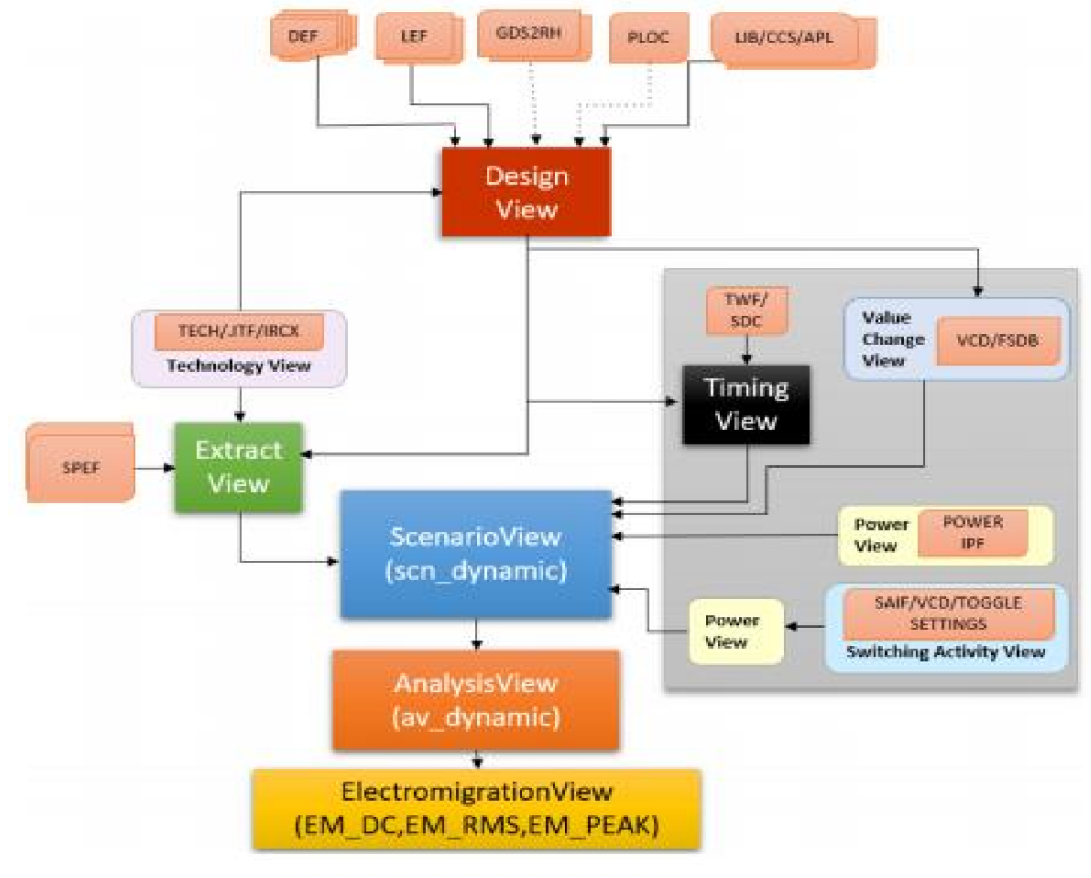 DEF
LEF
GDS2RH
PLOC
LIB/CCS/APL
Design
View
TECH/.ITF/IRCX
Technology View
TWF/
SDC
Value
Change
View
VCD/FSDB
Timing
View
SPEF
Extract
View
ScenarioView
(scn_dynamic)
Power
View
POWER
IPF
Power
View
SAIF/VCD/TOGGLE
SETTINGS
Switching Activity View
AnalysisView
(av_dynamic)
ElectromigrationView
(EM_DC,EM_RMS,EM_PEAK)